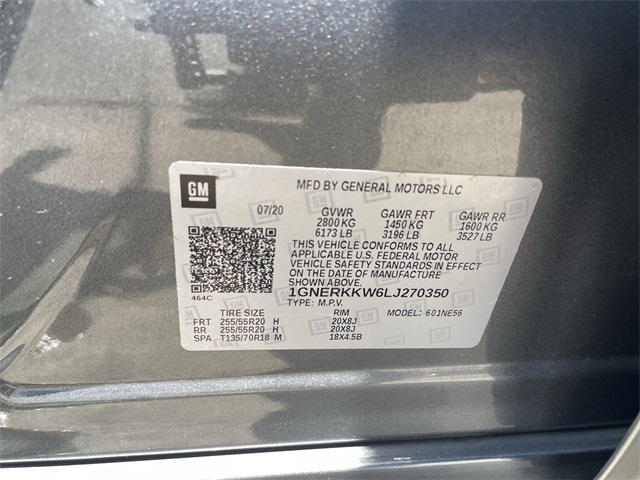 GM
MFD BY GENERAL MOTORS LLC
07/20 GVWR GAWR FRT GAWR RR
2800 KG 1450 KG 1600 KG
6173 LB 3196 LB 3527 LB
THIS VEHICLE CONFORMS TO ALL
APPLICABLE U.S. FEDERAL MOTOR
VEHICLE SAFETY STANDARDS IN EFFECT
ON THE DATE OF MANUFACTURE
SHOWN ABOVE.
464C 1GNERKKW6LJ270350
TYPE: M.P.V. MODEL: 601NE56
TIRE SIZE RIM
FRT 255/55R20 H 20X8J
RR 255/55R20 H 20X8J
SPA T135/70R18 M 18X4.5B